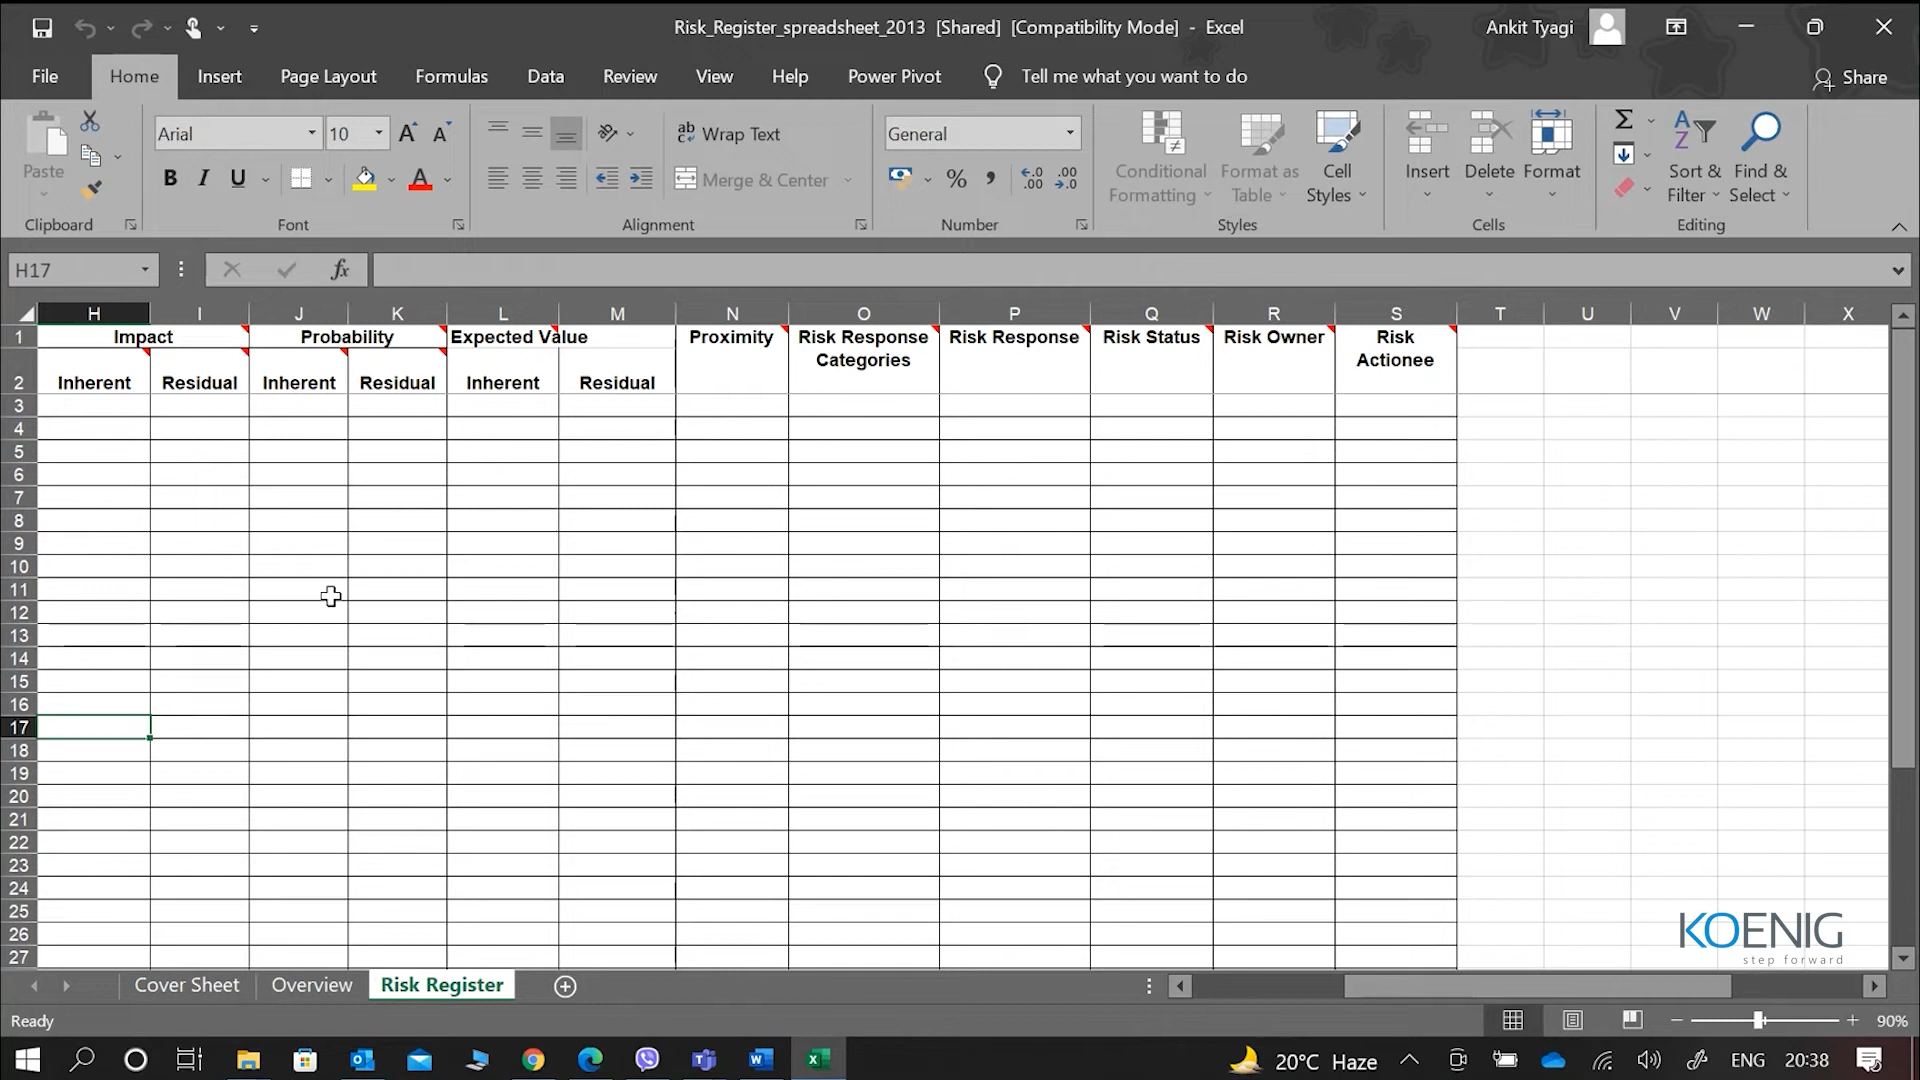 Risk_Register_spreadsheet_2013 [Shared] [Compatibility Mode] - Excel
Ankit Tyagi
File Home Insert Page Layout Formulas Data Review View Help Power Pivot Tell me what you want to do Share
Paste
Clipboard
Arial 10
B I U
Font
Wrap Text
Merge & Center
Alignment
General
Number
Conditional Formatting
Format as Table
Cell Styles
Styles
Insert Delete Format
Cells
Sort & Filter
Find & Select
Editing
H17
fx
H I J K L M N O P Q R S T U V W X
1 Impact Probability Expected Value Proximity Risk Response Categories Risk Response Risk Status Risk Owner Risk Actionee
2 Inherent Residual Inherent Residual Inherent Residual
3
4
5
6
7
8
9
10
11
12
13
14
15
16
17
18
19
20
21
22
23
24
25
26
27
KOENIG
step forward
Cover Sheet Overview Risk Register
Ready
90%
20°C Haze
ENG 20:38